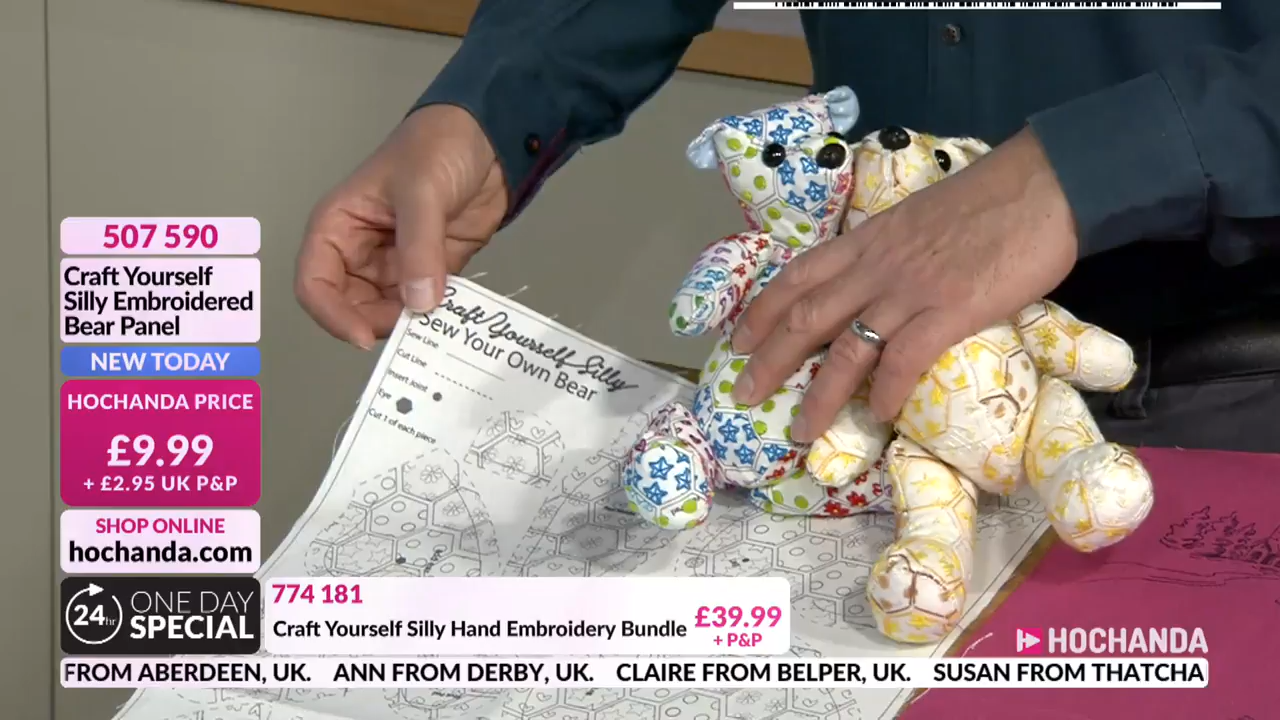 507 590
Craft Yourself
Silly Embroidered
Bear Panel
NEW TODAY
HOCHANDA PRICE
£9.99
+ £2.95 UK P&P
SHOP ONLINE
hochanda.com
24hr
ONE DAY
SPECIAL
774 181
Craft Yourself Silly Hand Embroidery Bundle
£39.99
+ P&P
Craft Yourself Silly
Sew Your Own Bear
Sew Line
Cut Line
Insert Joint
Eye
Cut 1 of each piece
HOCHANDA
FROM ABERDEEN, UK. ANN FROM DERBY, UK. CLAIRE FROM BELPER, UK. SUSAN FROM THATCHA